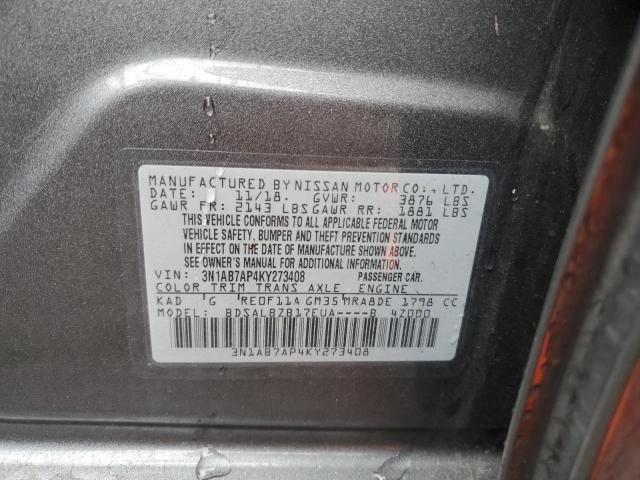 MANUFACTURED BY NISSAN MOTOR CO., LTD.
DATE: 11/18. GVWR: 3876 LBS
GAWR FR: 2143 LBS GAWR RR: 1881 LBS
THIS VEHICLE CONFORMS TO ALL APPLICABLE FEDERAL MOTOR
VEHICLE SAFETY, BUMPER AND THEFT PREVENTION STANDARDS
IN EFFECT ON THE DATE OF MANUFACTURE SHOWN ABOVE.
SEE OWNER'S MANUAL FOR ADDITIONAL INFORMATION.
VIN: 3N1AB7AP4KY273408 PASSENGER CAR.
COLOR TRIM TRANS AXLE ENGINE
KAD G RE0F11A GM35 MRA8DE 1798 CC
MODEL: BDSALBZB17EUA----B 4Z000
3N1AB7AP4KY273408